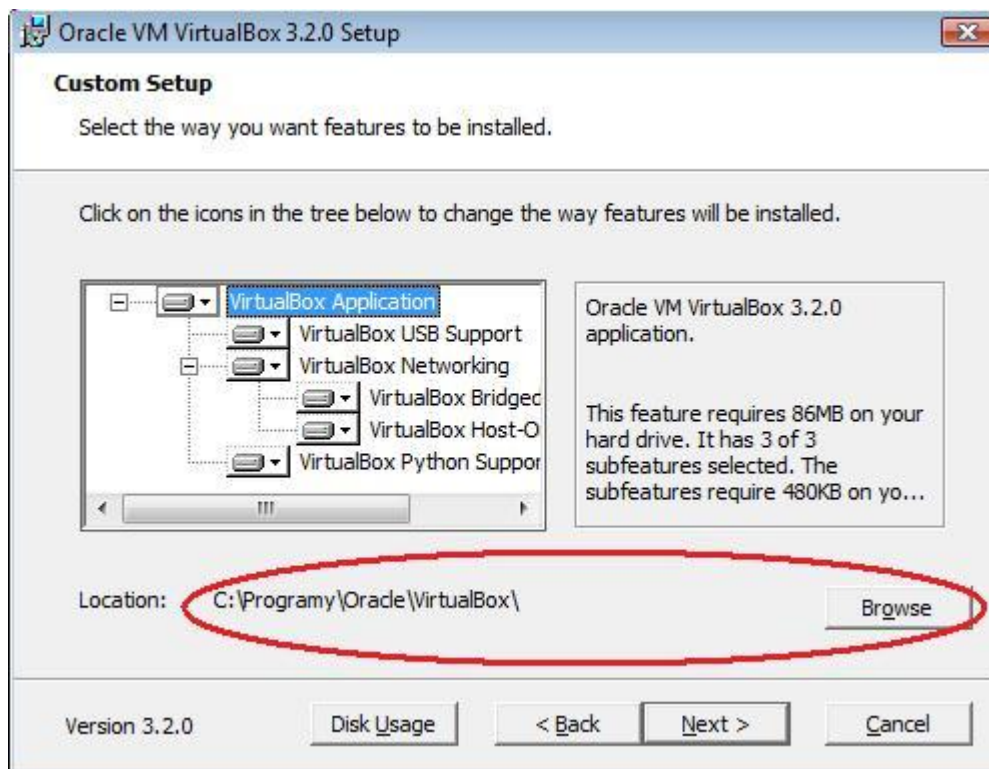 Oracle VM VirtualBox 3.2.0 Setup
Custom Setup
Select the way you want features to be installed.
Click on the icons in the tree below to change the way features will be installed.
VirtualBox Application
VirtualBox USB Support
VirtualBox Networking
VirtualBox Bridged
VirtualBox Host-O
VirtualBox Python Suppor
Oracle VM VirtualBox 3.2.0
application.
This feature requires 86MB on your
hard drive. It has 3 of 3
subfeatures selected. The
subfeatures require 480KB on yo...
Location: C:\Programy\Oracle\VirtualBox\ Browse
Version 3.2.0 Disk Usage < Back Next > Cancel